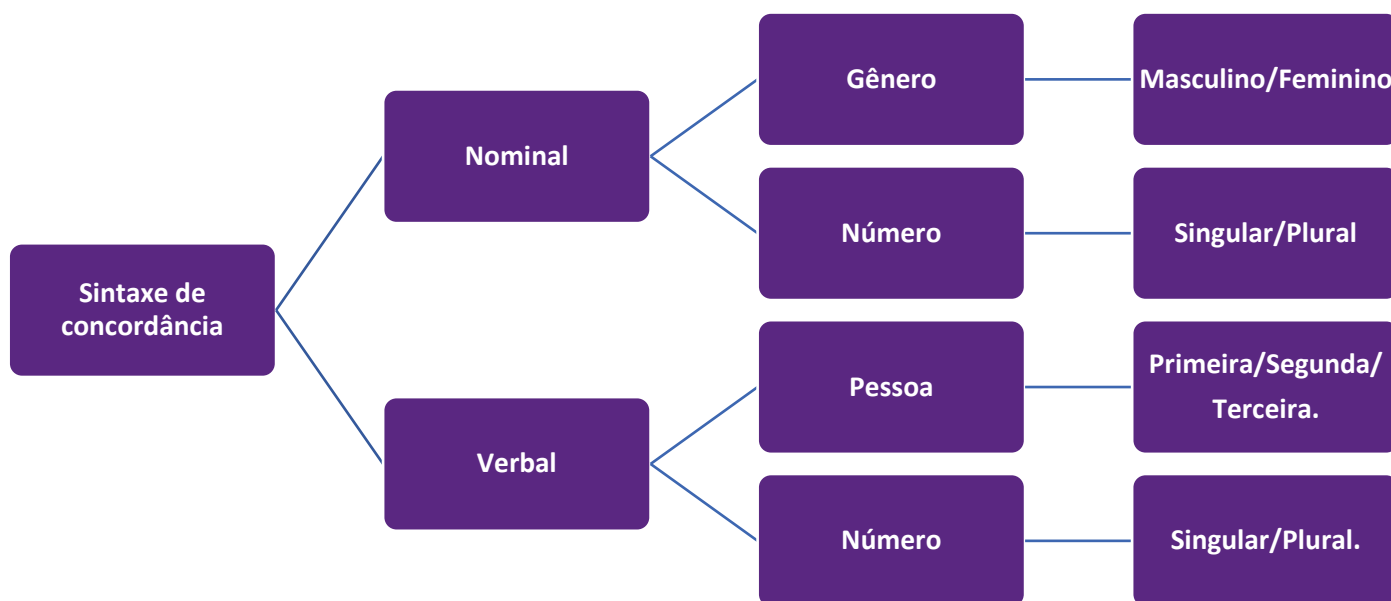 Sintaxe de
concordância
Nominal
Gênero
Masculino/Feminino
Número
Singular/Plural
Verbal
Pessoa
Primeira/Segunda/
Terceira.
Número
Singular/Plural.